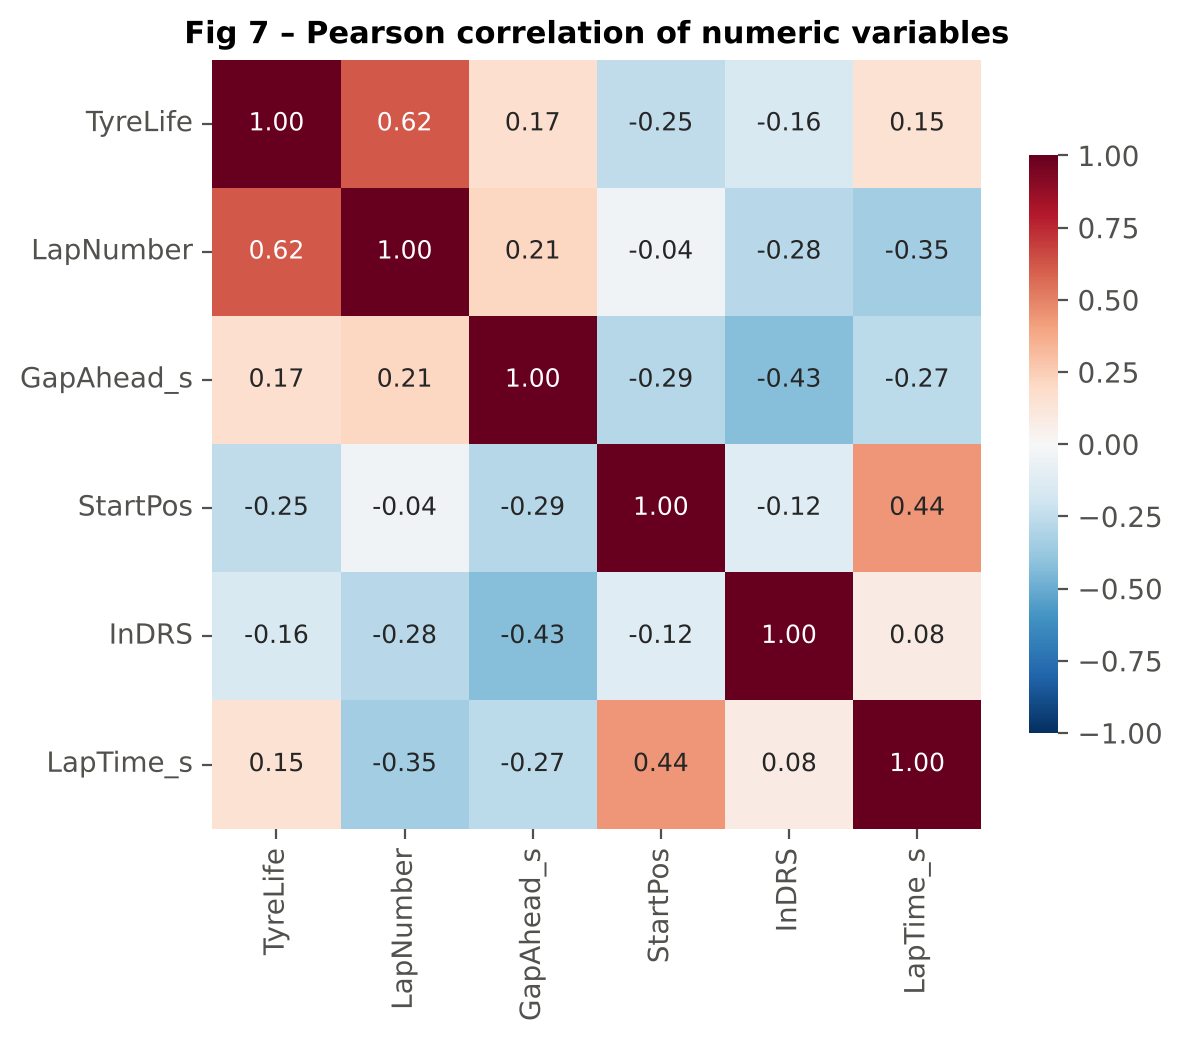 Fig 7 – Pearson correlation of numeric variables
TyreLife 1.00 0.62 0.17 -0.25 -0.16 0.15
LapNumber 0.62 1.00 0.21 -0.04 -0.28 -0.35
GapAhead_s 0.17 0.21 1.00 -0.29 -0.43 -0.27
StartPos -0.25 -0.04 -0.29 1.00 -0.12 0.44
InDRS -0.16 -0.28 -0.43 -0.12 1.00 0.08
LapTime_s 0.15 -0.35 -0.27 0.44 0.08 1.00
TyreLife
LapNumber
GapAhead_s
StartPos
InDRS
LapTime_s
1.00
0.75
0.50
0.25
0.00
−0.25
−0.50
−0.75
−1.00